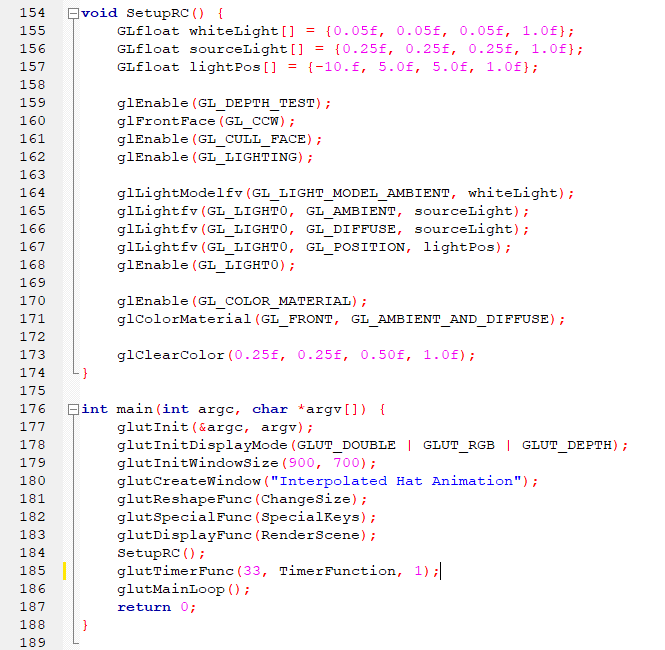 154 void SetupRC() {
155 GLfloat whiteLight[] = {0.05f, 0.05f, 0.05f, 1.0f};
156 GLfloat sourceLight[] = {0.25f, 0.25f, 0.25f, 1.0f};
157 GLfloat lightPos[] = {-10.f, 5.0f, 5.0f, 1.0f};
158
159 glEnable(GL_DEPTH_TEST);
160 glFrontFace(GL_CCW);
161 glEnable(GL_CULL_FACE);
162 glEnable(GL_LIGHTING);
163
164 glLightModelfv(GL_LIGHT_MODEL_AMBIENT, whiteLight);
165 glLightfv(GL_LIGHT0, GL_AMBIENT, sourceLight);
166 glLightfv(GL_LIGHT0, GL_DIFFUSE, sourceLight);
167 glLightfv(GL_LIGHT0, GL_POSITION, lightPos);
168 glEnable(GL_LIGHT0);
169
170 glEnable(GL_COLOR_MATERIAL);
171 glColorMaterial(GL_FRONT, GL_AMBIENT_AND_DIFFUSE);
172
173 glClearColor(0.25f, 0.25f, 0.50f, 1.0f);
174 }
175
176 int main(int argc, char *argv[]) {
177 glutInit(&argc, argv);
178 glutInitDisplayMode(GLUT_DOUBLE | GLUT_RGB | GLUT_DEPTH);
179 glutInitWindowSize(900, 700);
180 glutCreateWindow("Interpolated Hat Animation");
181 glutReshapeFunc(ChangeSize);
182 glutSpecialFunc(SpecialKeys);
183 glutDisplayFunc(RenderScene);
184 SetupRC();
185 glutTimerFunc(33, TimerFunction, 1);
186 glutMainLoop();
187 return 0;
188 }
189